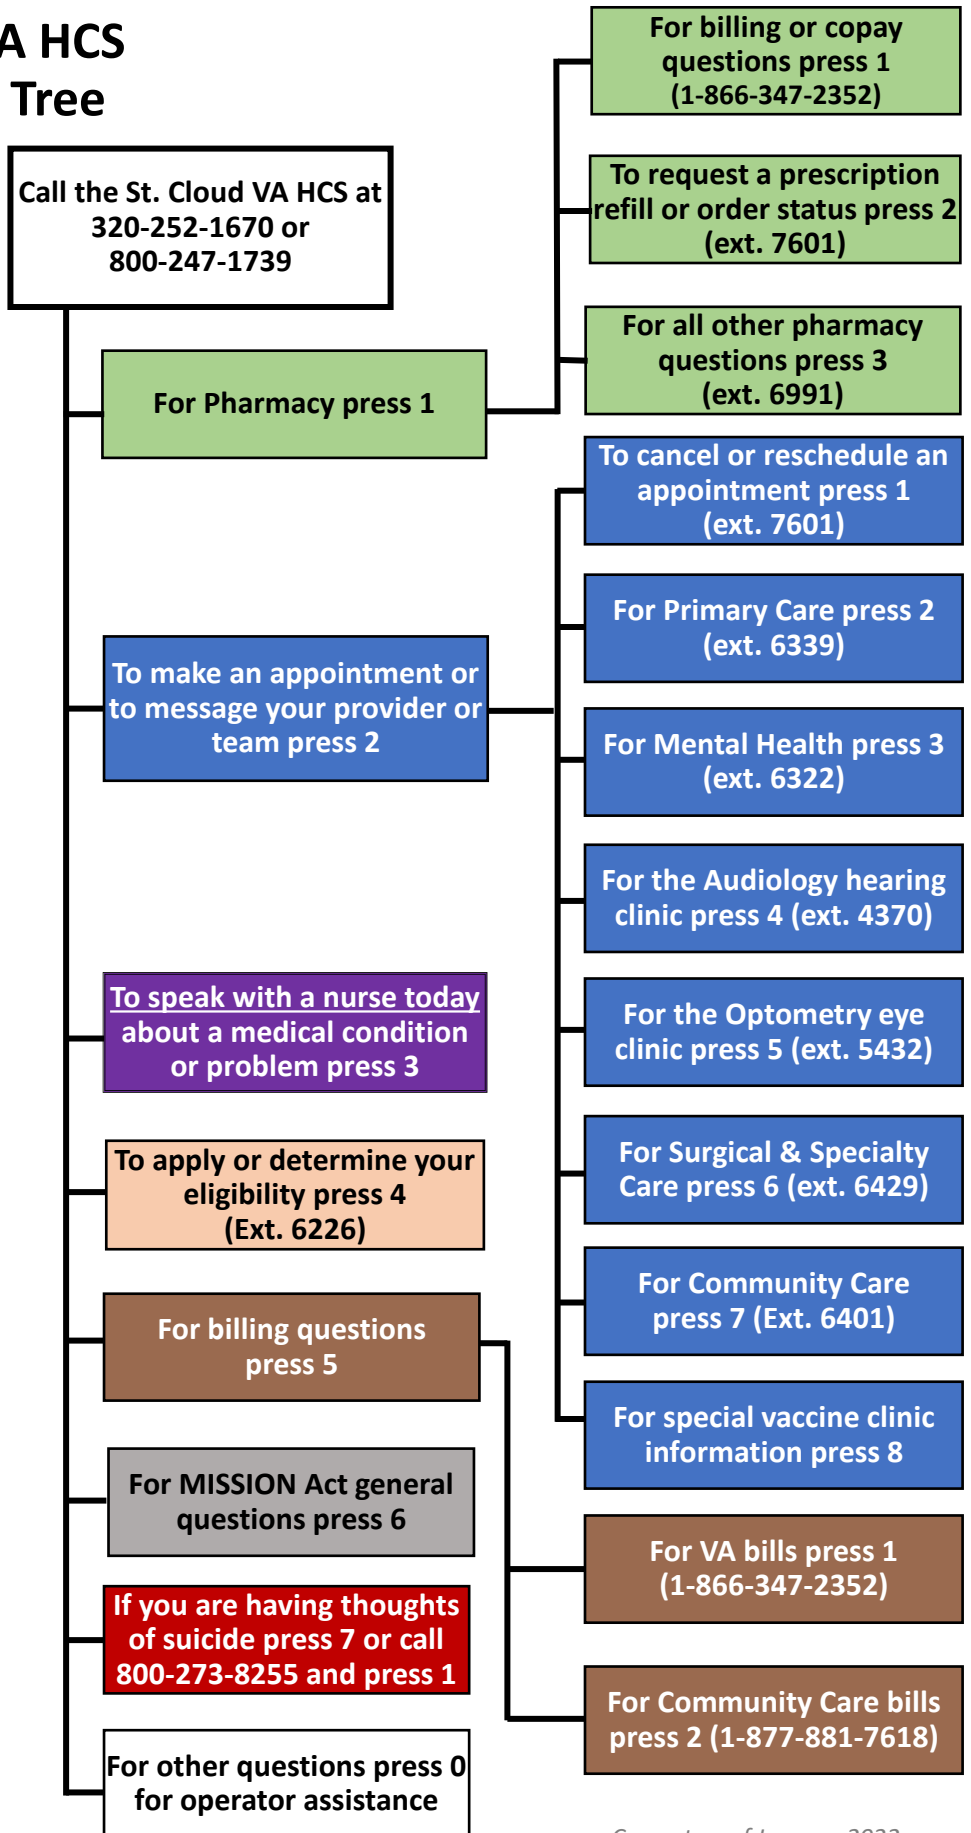 A HCS
Tree
Call the St. Cloud VA HCS at
320-252-1670 or
800-247-1739
For Pharmacy press 1
For billing or copay
questions press 1
(1-866-347-2352)
To request a prescription
refill or order status press 2
(ext. 7601)
For all other pharmacy
questions press 3
(ext. 6991)
To make an appointment or
to message your provider or
team press 2
To cancel or reschedule an
appointment press 1
(ext. 7601)
For Primary Care press 2
(ext. 6339)
For Mental Health press 3
(ext. 6322)
For the Audiology hearing
clinic press 4 (ext. 4370)
For the Optometry eye
clinic press 5 (ext. 5432)
For Surgical & Specialty
Care press 6 (ext. 6429)
For Community Care
press 7 (Ext. 6401)
For special vaccine clinic
information press 8
To speak with a nurse today
about a medical condition
or problem press 3
To apply or determine your
eligibility press 4
(Ext. 6226)
For billing questions
press 5
For VA bills press 1
(1-866-347-2352)
For Community Care bills
press 2 (1-877-881-7618)
For MISSION Act general
questions press 6
If you are having thoughts
of suicide press 7 or call
800-273-8255 and press 1
For other questions press 0
for operator assistance